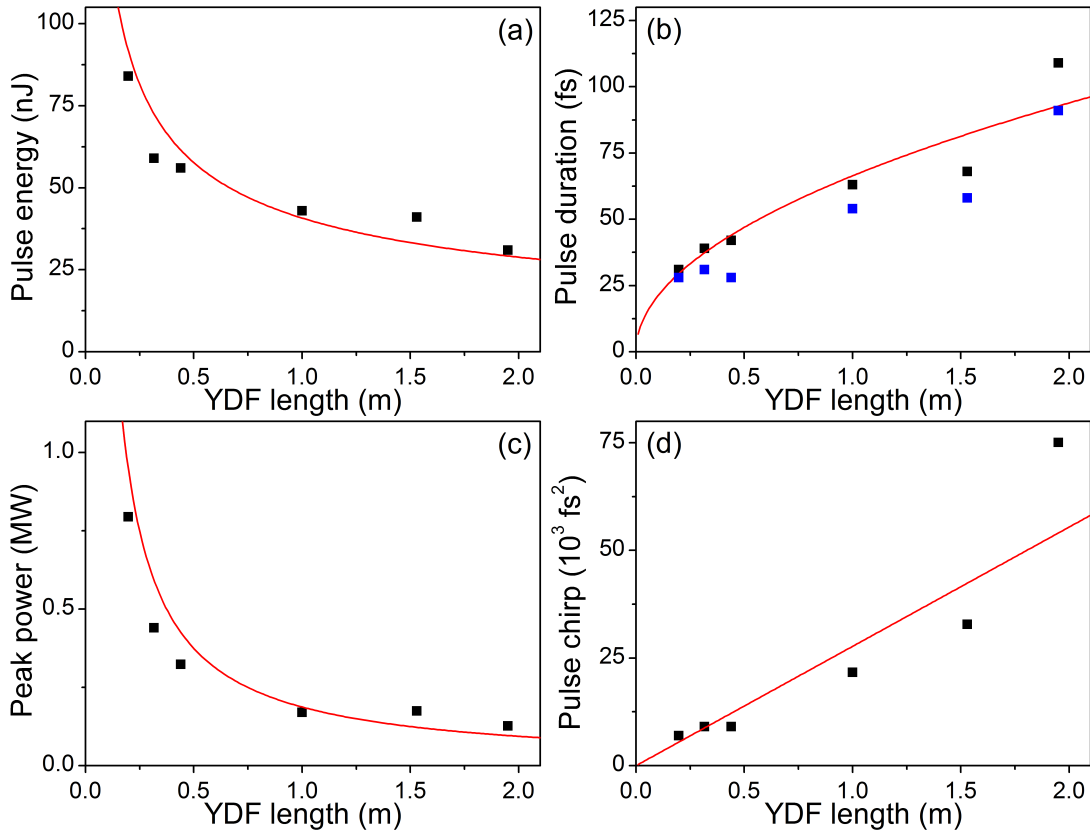 (a)
Pulse energy (nJ)
100
75
50
25
0
0.0 0.5 1.0 1.5 2.0
YDF length (m)
(b)
Pulse duration (fs)
125
100
75
50
25
0
0.0 0.5 1.0 1.5 2.0
YDF length (m)
(c)
Peak power (MW)
1.0
0.5
0.0
0.0 0.5 1.0 1.5 2.0
YDF length (m)
(d)
Pulse chirp (10³ fs²)
75
50
25
0
0.0 0.5 1.0 1.5 2.0
YDF length (m)